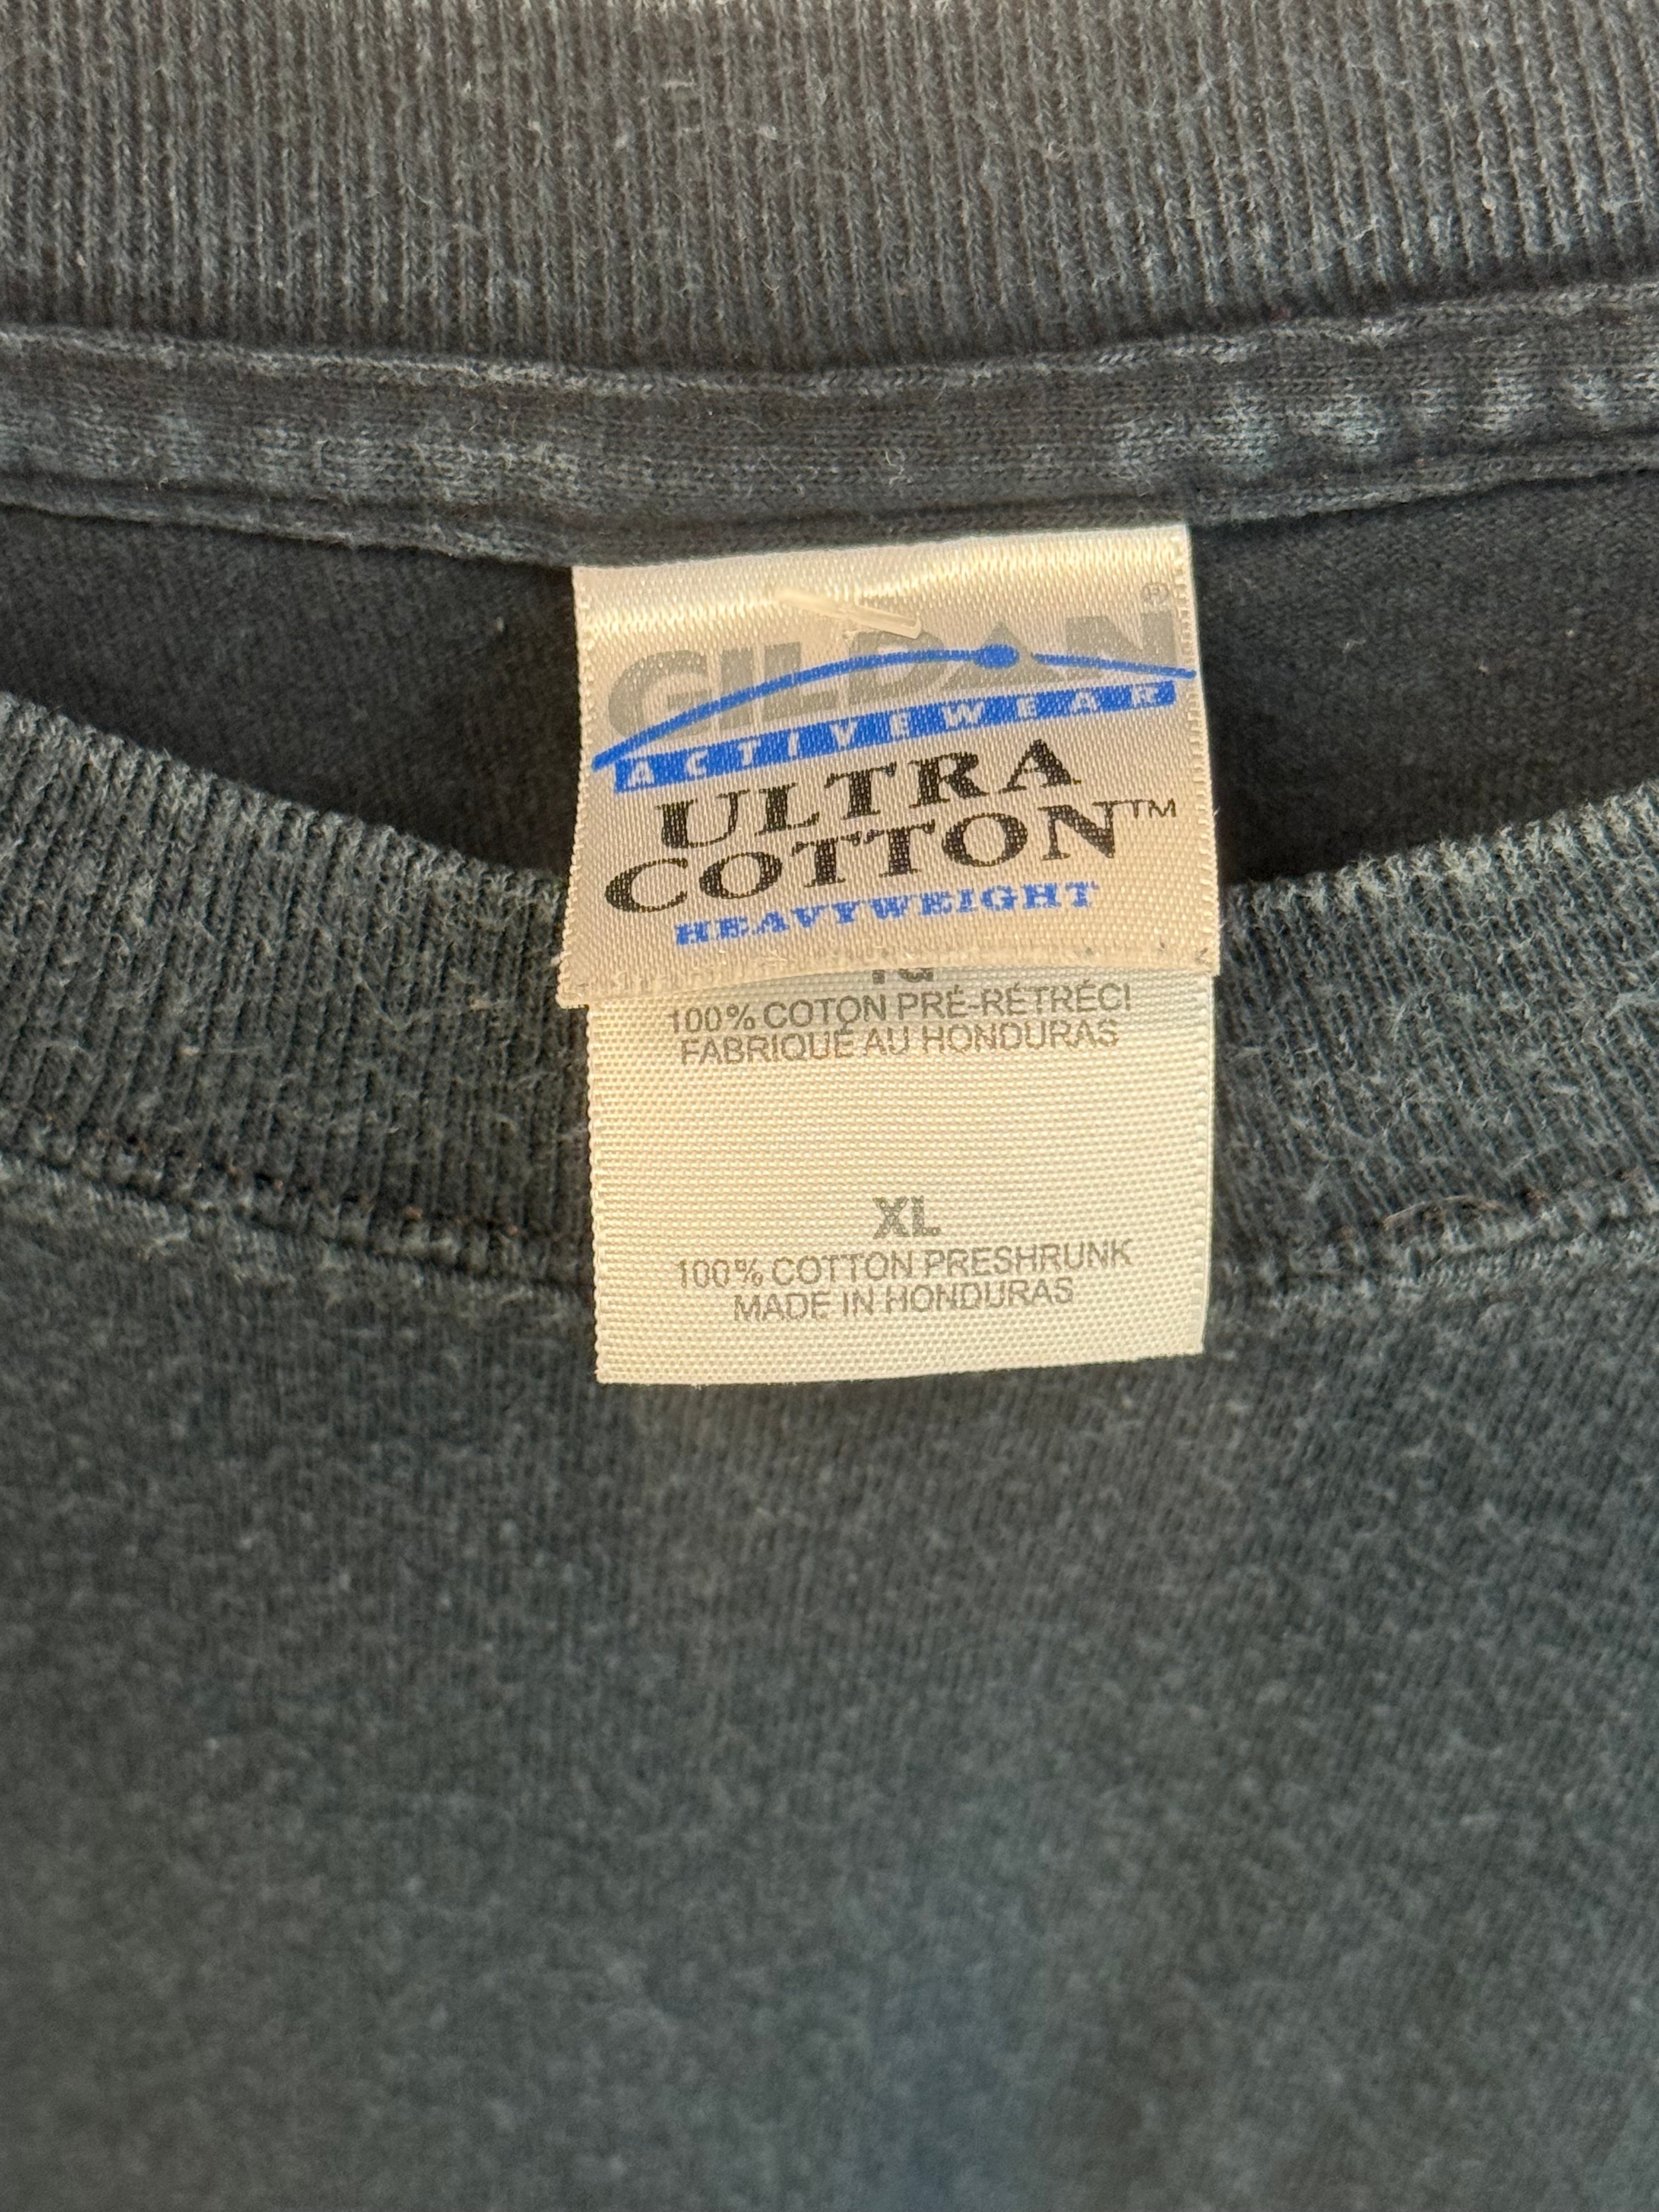 GILDAN®
ACTIVEWEAR
ULTRA
COTTON™
HEAVYWEIGHT
100% COTON PRÉ-RÉTRÉCI
FABRIQUÉ AU HONDURAS
XL
100% COTTON PRESHRUNK
MADE IN HONDURAS